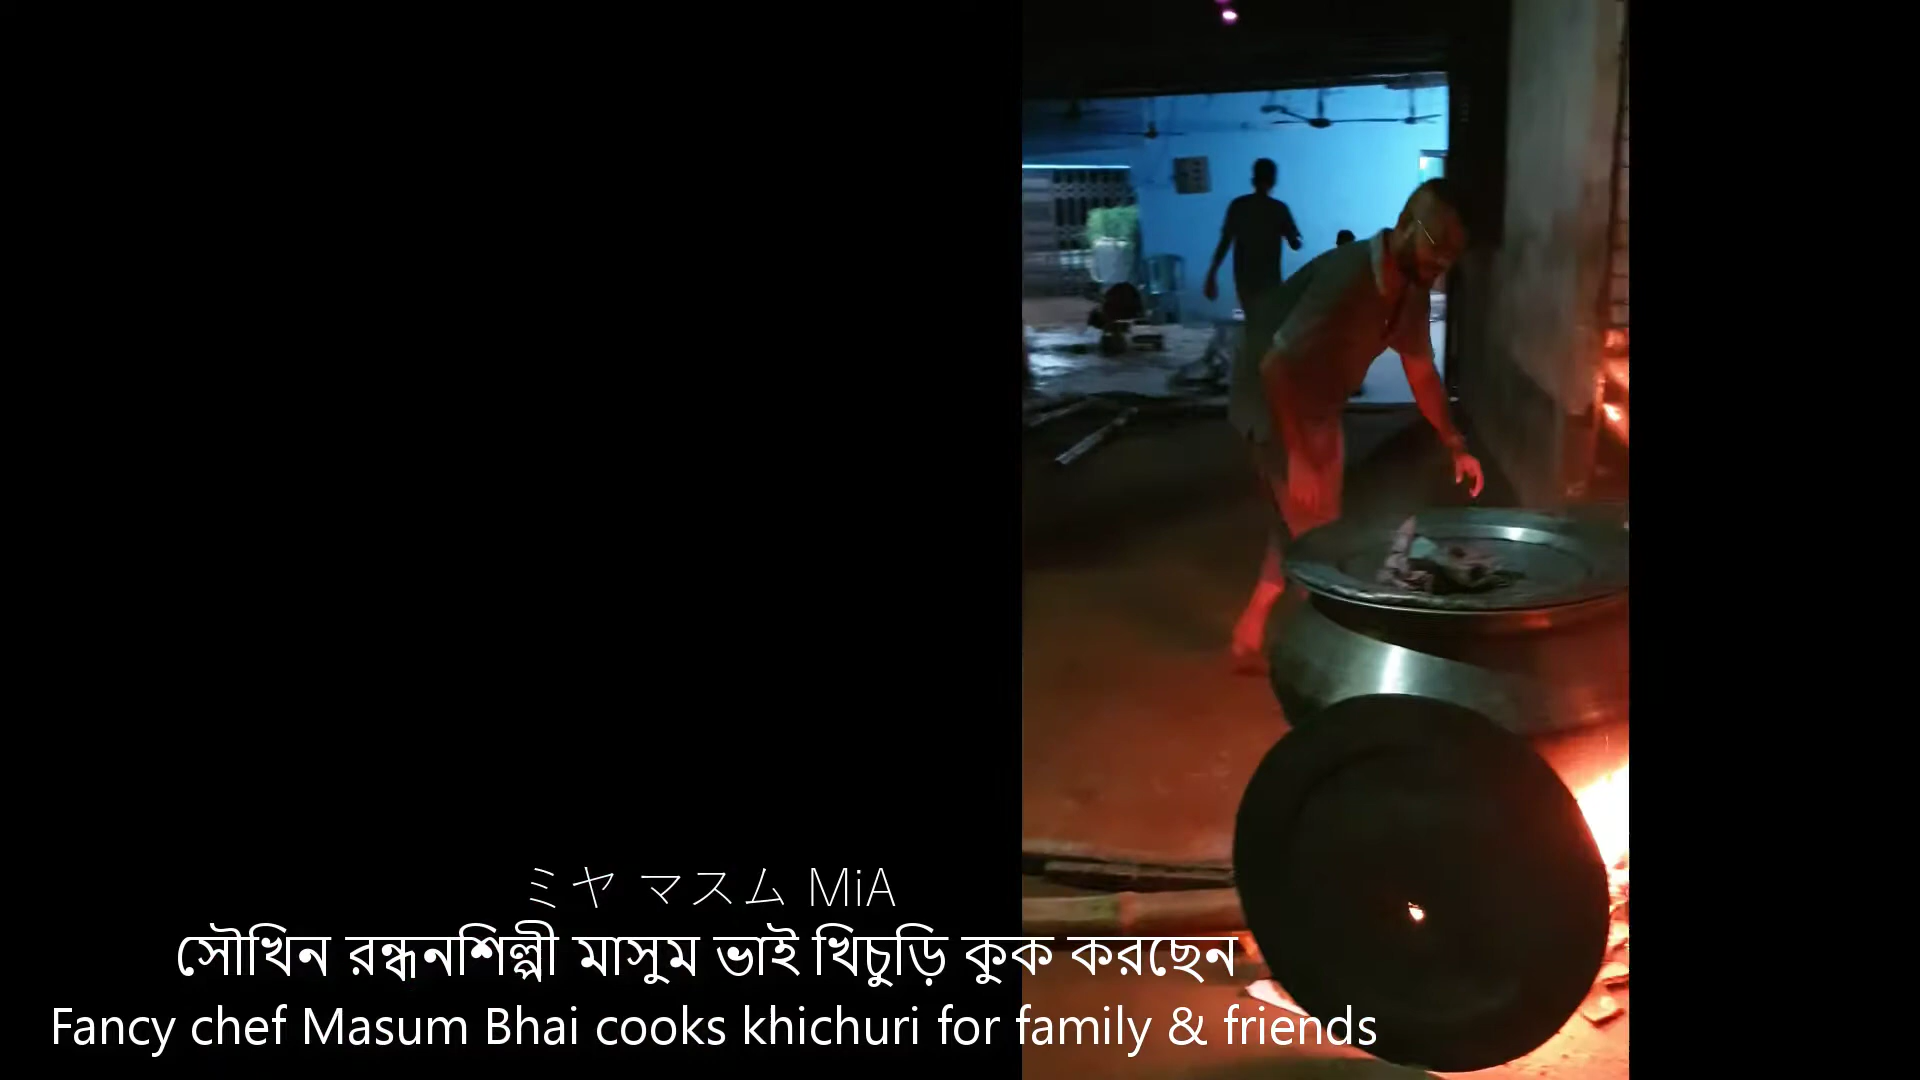 ミヤ マスム MiA
সৌখিন রন্ধনশিল্পী মাসুম ভাই খিচুড়ি কুক করছেন
Fancy chef Masum Bhai cooks khichuri for family & friends